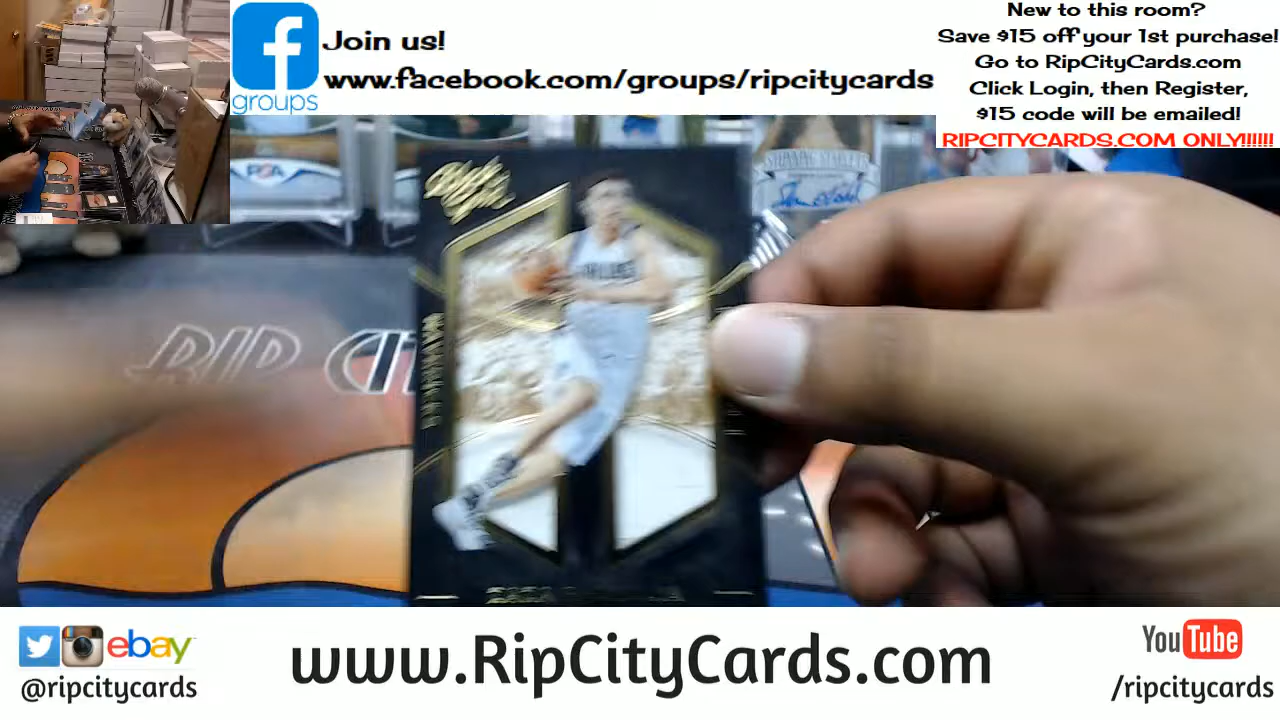 Join us!
www.facebook.com/groups/ripcitycards
groups
New to this room?
Save $15 off your 1st purchase!
Go to RipCityCards.com
Click Login, then Register,
$15 code will be emailed!
RIPCITYCARDS.COM ONLY!!!!!!
PSA
RIP
ebay
@ripcitycards
www.RipCityCards.com
YouTube
/ripcitycards